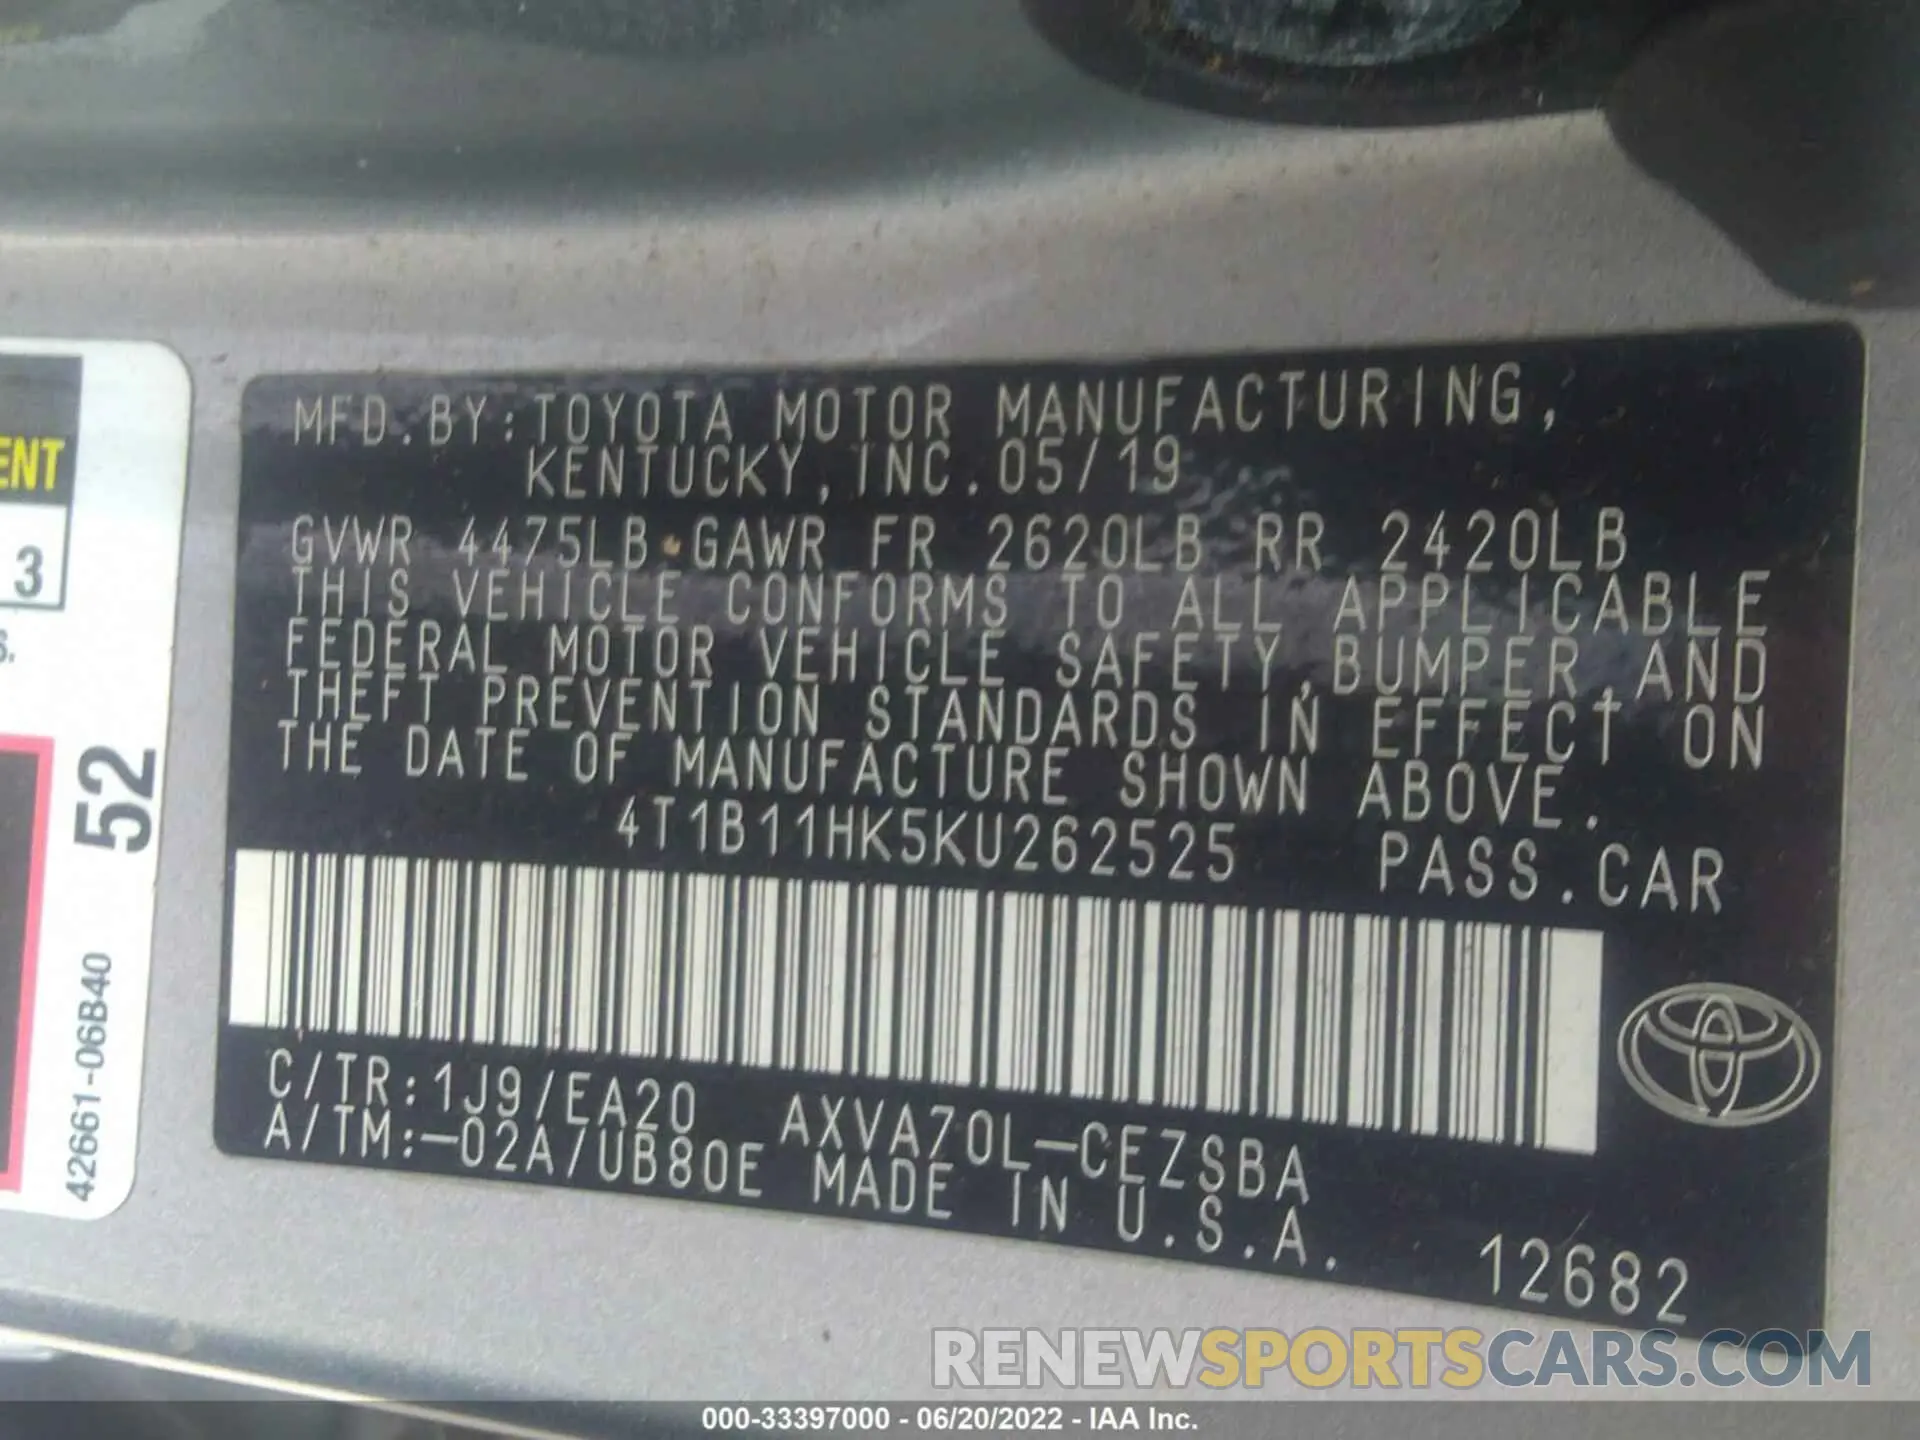 MFD.BY:TOYOTA MOTOR MANUFACTURING,
KENTUCKY, INC. 05/19
GVWR 4475LB GAWR FR 2620LB RR 2420LB
THIS VEHICLE CONFORMS TO ALL APPLICABLE
FEDERAL MOTOR VEHICLE SAFETY,BUMPER,AND
THEFT PREVENTION STANDARDS IN EFFECT ON
THE DATE OF MANUFACTURE SHOWN ABOVE.
4T1B11HK5KU262525 PASS.CAR
C/TR:1J9/EA20 AXVA70L-CEZSBA
A/TM:-02A/UB80E MADE IN U.S.A.
12682
ENT
3
S.
52
42661-06B40
RENEWSPORTSCARS.COM
000-33397000 - 06/20/2022 - IAA Inc.